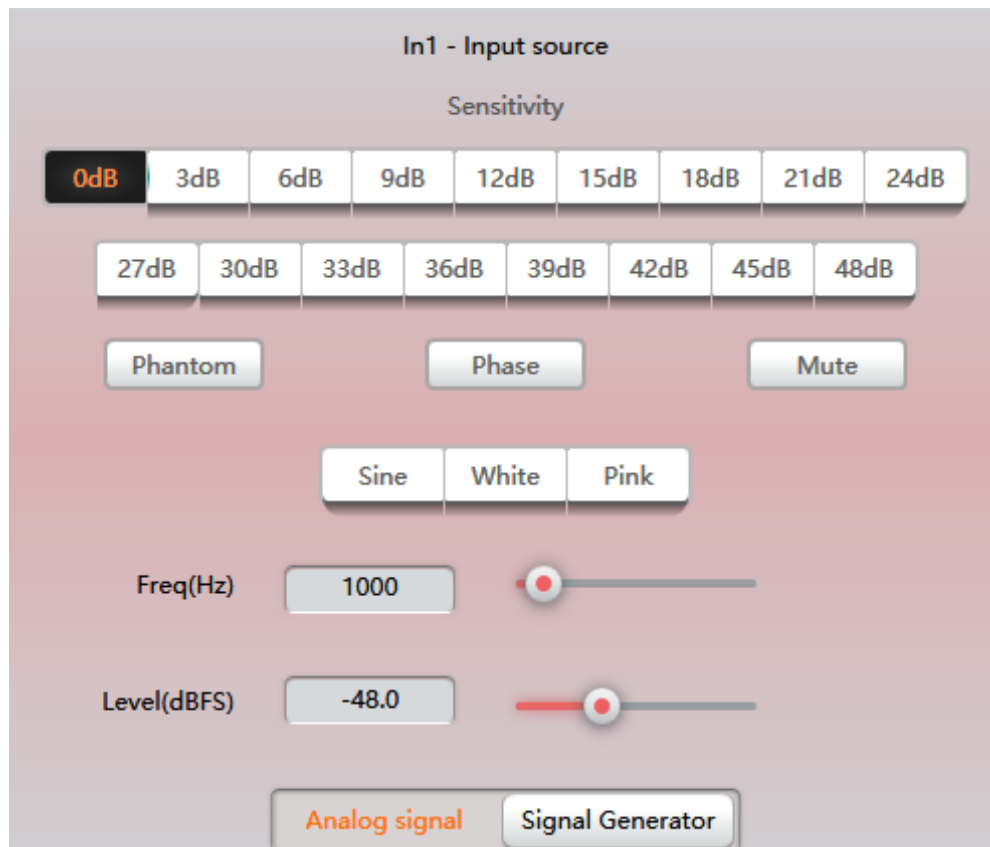 In1 - Input source
Sensitivity
0dB 3dB 6dB 9dB 12dB 15dB 18dB 21dB 24dB
27dB 30dB 33dB 36dB 39dB 42dB 45dB 48dB
Phantom Phase Mute
Sine White Pink
Freq(Hz) 1000
Level(dBFS) -48.0
Analog signal Signal Generator